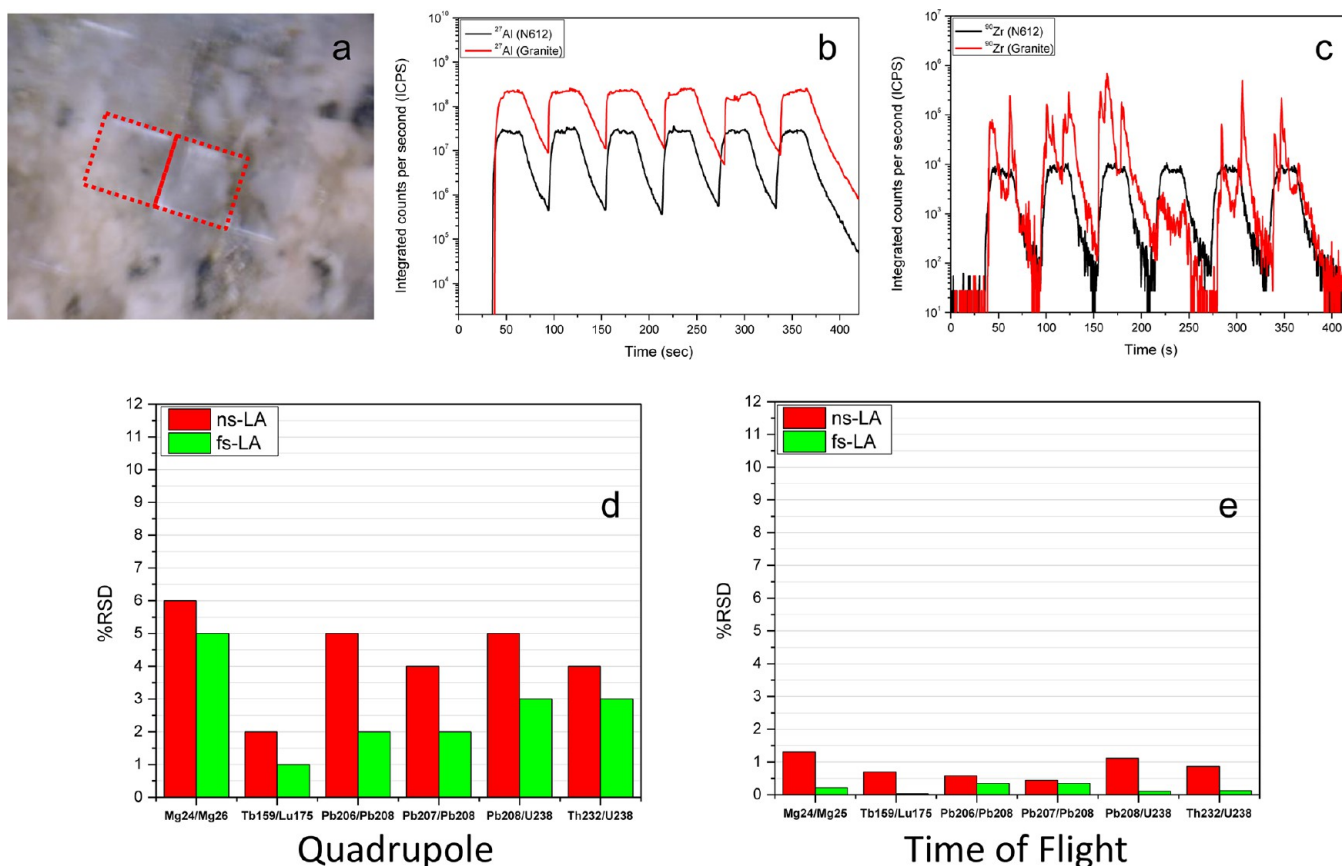 a
b
10^10
10^9
10^8
10^7
10^6
10^7
10^4
Integrated counts per second (ICPS)
27Al (N612)
27Al (Granite)
0 50 100 150 200 250 300 350 400
Time (sec)
c
10^7
10^6
10^5
10^4
10^3
10^2
10^1
Integrated counts per second (ICPS)
90Zr (N612)
90Zr (Granite)
0 50 100 150 200 250 300 350 400
Time (s)
d
12
11
10
9
8
7
6
5
4
3
2
1
0
%RSD
ns-LA
fs-LA
Mg24/Mg26 Tb159/Lu175 Pb206/Pb208 Pb207/Pb208 Pb208/U238 Th232/U238
Quadrupole
e
12
11
10
9
8
7
6
5
4
3
2
1
0
%RSD
ns-LA
fs-LA
Mg24/Mg25 Tb159/Lu175 Pb206/Pb208 Pb207/Pb208 Pb208/U238 Th232/U238
Time of Flight